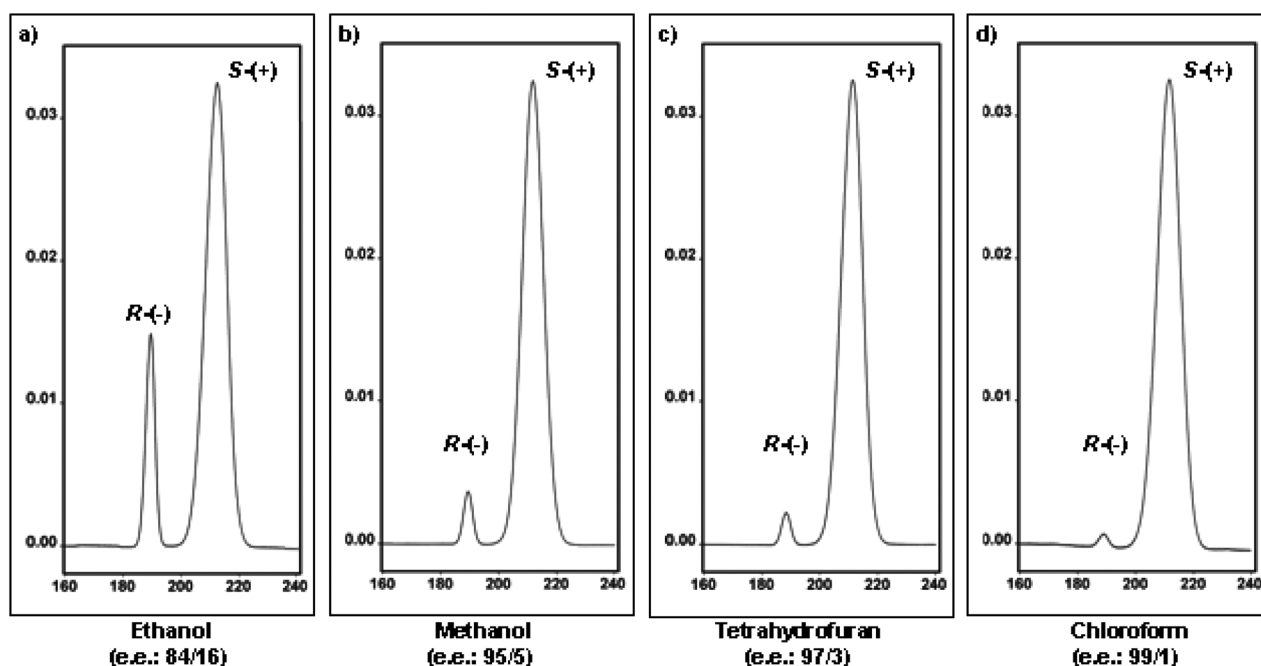 a)
S-(+)
0.03
0.02
R-(-)
0.01
0.00
160 180 200 220 240
Ethanol
(e.e.: 84/16)
b)
S-(+)
0.03
0.02
0.01
R-(-)
0.00
160 180 200 220 240
Methanol
(e.e.: 95/5)
c)
S-(+)
0.03
0.02
0.01
R-(-)
0.00
160 180 200 220 240
Tetrahydrofuran
(e.e.: 97/3)
d)
S-(+)
0.03
0.02
0.01
R-(-)
0.00
160 180 200 220 240
Chloroform
(e.e.: 99/1)